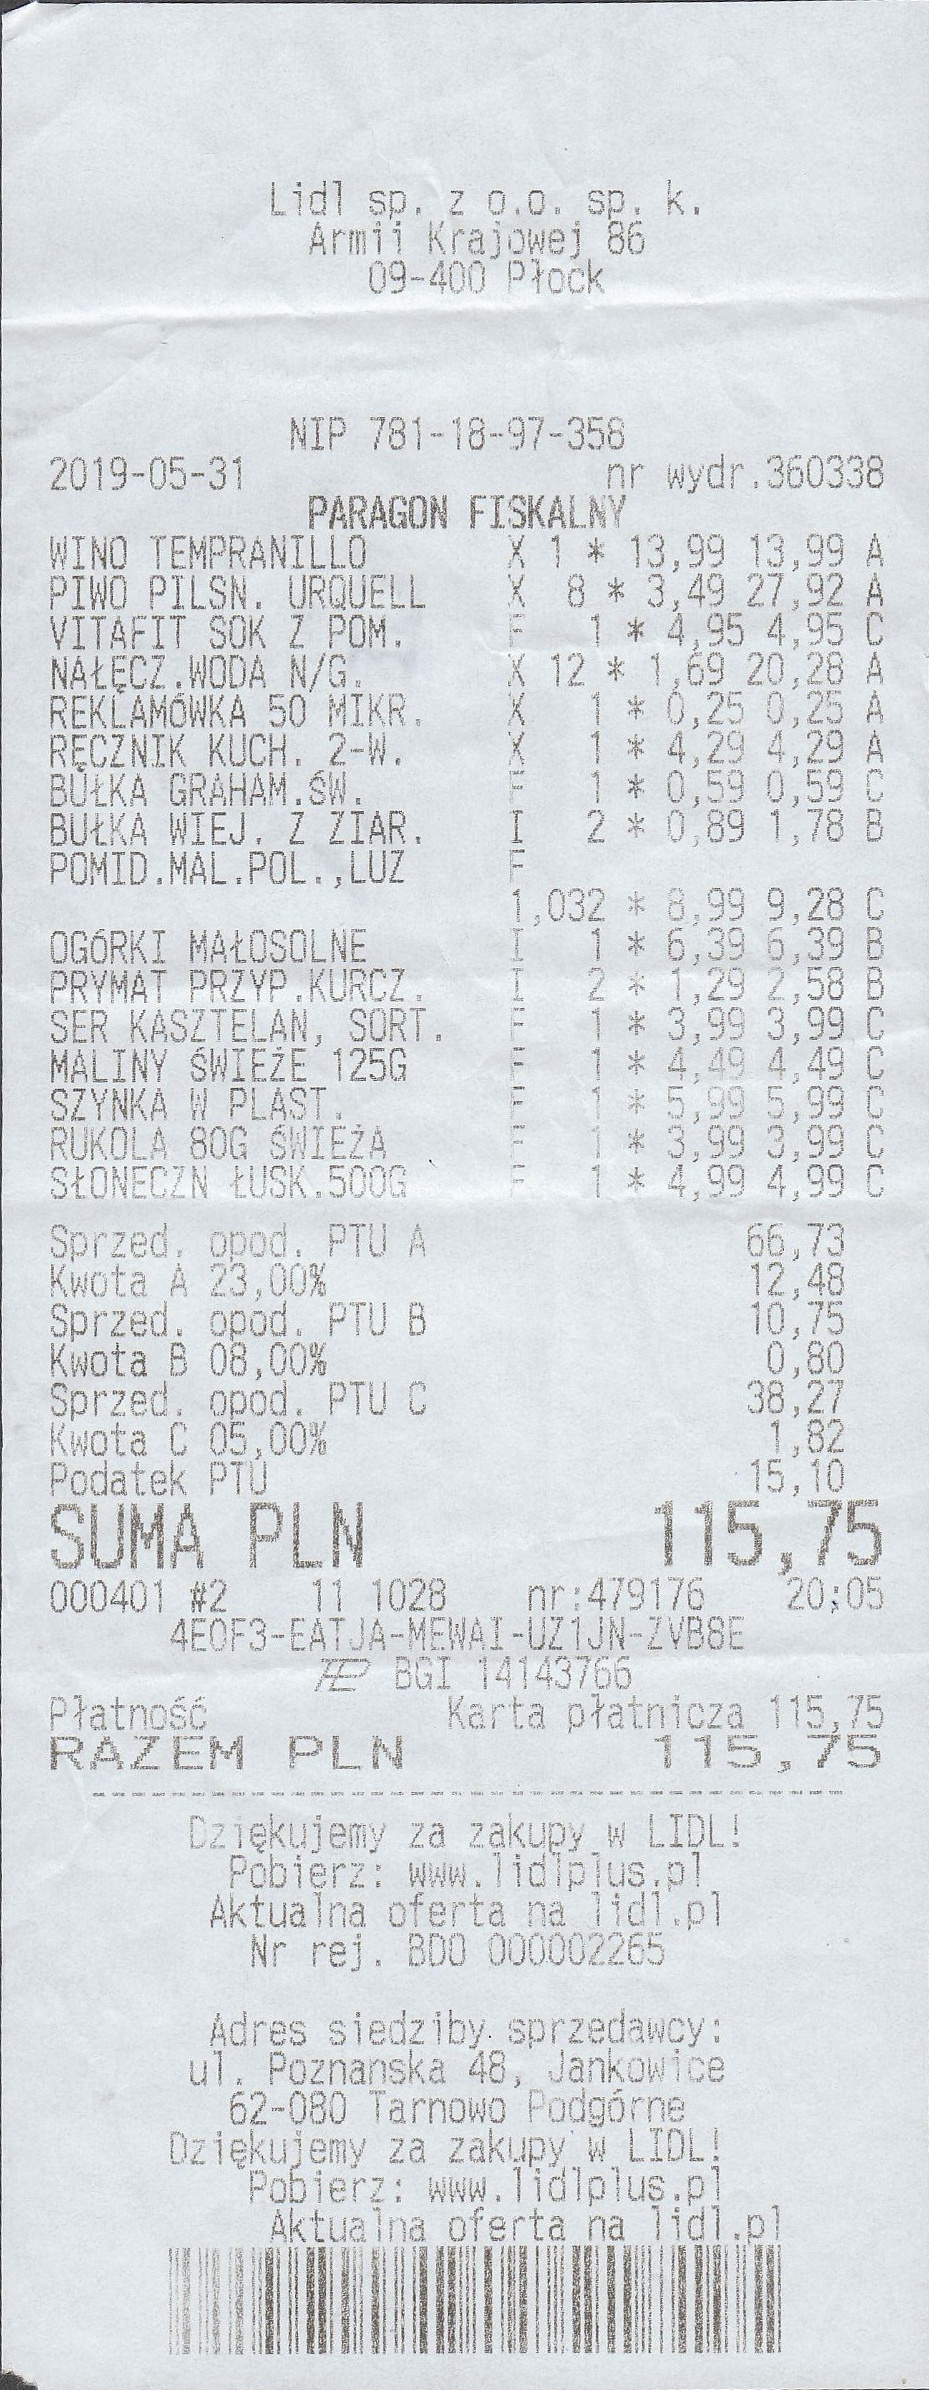 Lidl sp. z o.o. sp. k.
Armii Krajowej 86
09-400 Płock
NIP 781-18-97-358
2019-05-31 nr wydr.360338
PARAGON FISKALNY
WINO TEMPRANILLO X 1 * 13,99 13,99 A
PIWO PILSN. URQUELL X 8 * 3,49 27,92 A
VITAFIT SOK Z POM. F 1 * 4,95 4,95 C
NAŁĘCZ.WODA N/G. X 12 * 1,69 20,28 A
REKLAMÓWKA 50 MIKR. X 1 * 0,25 0,25 A
RĘCZNIK KUCH. 2-W. X 1 * 4,29 4,29 A
BUŁKA GRAHAM.ŚW. F 1 * 0,59 0,59 C
BUŁKA WIEJ. Z ZIAR. I 2 * 0,89 1,78 B
POMID.MAL.POL.,LUZ F
1,032 * 8,99 9,28 C
OGÓRKI MAŁOSOLNE I 1 * 6,39 6,39 B
PRYMAT PRZYP.KURCZ. I 2 * 1,29 2,58 B
SER KASZTELAN, SORT. F 1 * 3,99 3,99 C
MALINY ŚWIEŻE 125G F 1 * 4,49 4,49 C
SZYNKA W PLAST. F 1 * 5,99 5,99 C
RUKOLA 80G ŚWIEŻA F 1 * 3,99 3,99 C
SŁONECZN ŁUSK.500G F 1 * 4,99 4,99 C
Sprzed. opod. PTU A 66,73
Kwota A 23,00% 12,48
Sprzed. opod. PTU B 10,75
Kwota B 08,00% 0,80
Sprzed. opod. PTU C 38,27
Kwota C 05,00% 1,82
Podatek PTU 15,10
SUMA PLN 115,75
000401 #2 11 1028 nr:479176 20:05
4EOF3-EATJA-MEWAI-UZ1JN-ZVB8E
BGI 14143766
Płatność Karta płatnicza 115,75
RAZEM PLN 115,75
Dziękujemy za zakupy w LIDL!
Pobierz: www.lidlplus.pl
Aktualna oferta na lidl.pl
Nr rej. BDO 000002265
Adres siedziby sprzedawcy:
ul. Poznanska 48, Jankowice
62-080 Tarnowo Podgórne
Dziękujemy za zakupy w LIDL!
Pobierz: www.lidlplus.pl
Aktualna oferta na lidl.pl